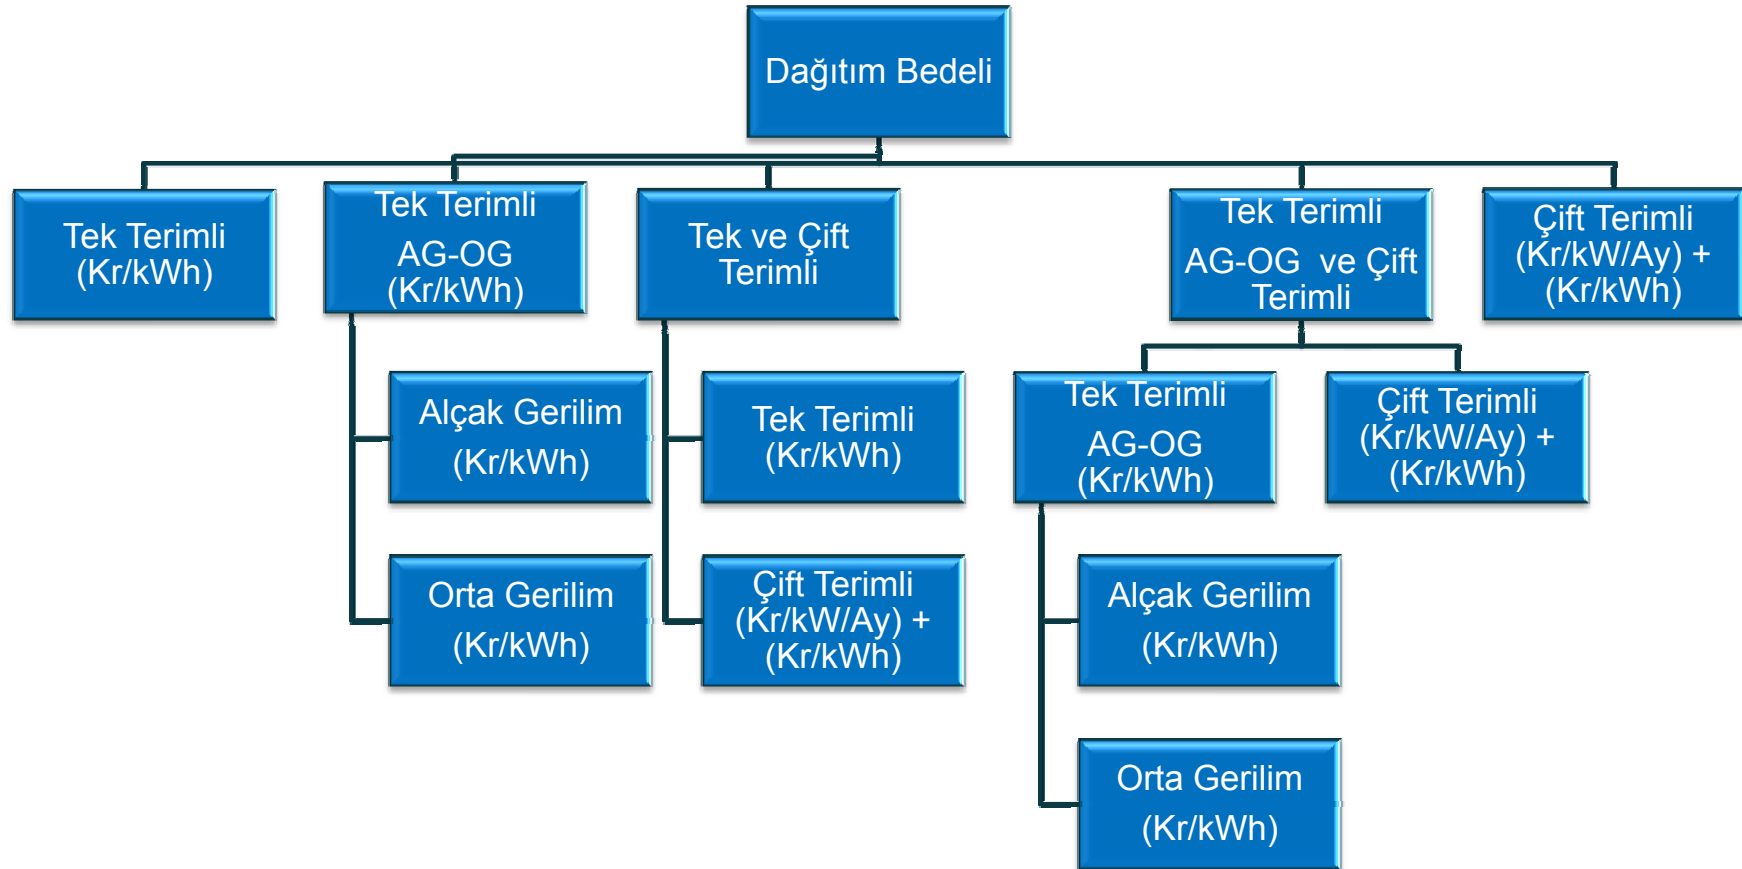 Dağıtım Bedeli
Tek Terimli
(Kr/kWh)
Tek Terimli
AG-OG
(Kr/kWh)
Tek ve Çift
Terimli
Tek Terimli
AG-OG ve Çift
Terimli
Çift Terimli
(Kr/kW/Ay) +
(Kr/kWh)
Alçak Gerilim
(Kr/kWh)
Tek Terimli
(Kr/kWh)
Tek Terimli
AG-OG
(Kr/kWh)
Çift Terimli
(Kr/kW/Ay) +
(Kr/kWh)
Orta Gerilim
(Kr/kWh)
Çift Terimli
(Kr/kW/Ay) +
(Kr/kWh)
Alçak Gerilim
(Kr/kWh)
Orta Gerilim
(Kr/kWh)